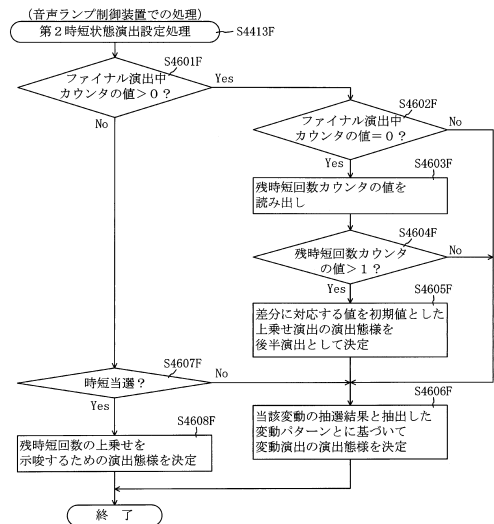 (音声ランプ制御装置での処理)
第2時短状態演出設定処理
S4413F
S4601F
ファイナル演出中
カウンタの値>0?
Yes
No
S4602F
ファイナル演出中
カウンタの値=0?
No
Yes
S4603F
残時短回数カウンタの値を
読み出し
S4604F
残時短回数カウンタ
の値>1?
No
Yes
S4605F
差分に対応する値を初期値とした
上乗せ演出の演出態様を
後半演出として決定
S4607F
時短当選?
No
Yes
S4606F
当該変動の抽選結果と抽出した
変動パターンとに基づいて
変動演出の演出態様を決定
S4608F
残時短回数の上乗せを
示唆するための演出態様を決定
終 了